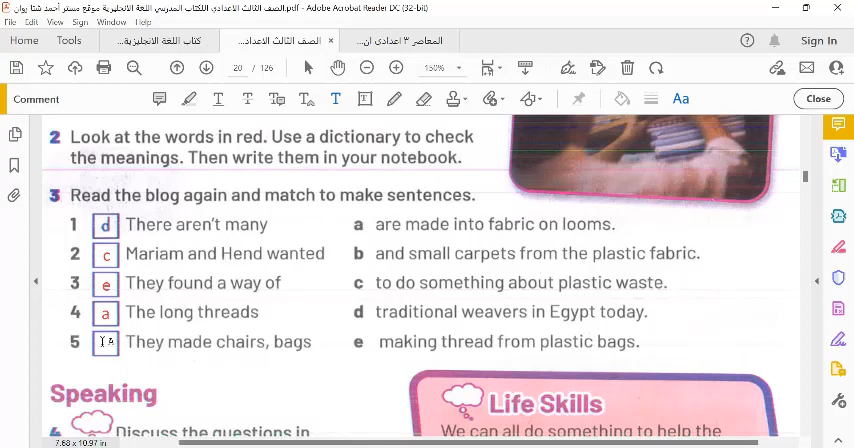 الصف الثالث الاعدادى الكتاب المدرسي اللغة الانجليزية موقع مستر أحمد شتا روان.pdf - Adobe Acrobat Reader DC (32-bit)
File Edit View Sign Window Help
Home Tools كتاب اللغة الانجليزية... الصف الثالث الاعداد... × المعاصر ٣ اعدادى ان... Sign In
20 / 126 150%
Comment Aa Close
2 Look at the words in red. Use a dictionary to check
the meanings. Then write them in your notebook.
3 Read the blog again and match to make sentences.
1 d There aren't many a are made into fabric on looms.
2 c Mariam and Hend wanted b and small carpets from the plastic fabric.
3 e They found a way of c to do something about plastic waste.
4 a The long threads d traditional weavers in Egypt today.
5 They made chairs, bags e making thread from plastic bags.
Speaking
4 Discuss the questions in
Life Skills
We can all do something to help the
7.68 x 10.97 in